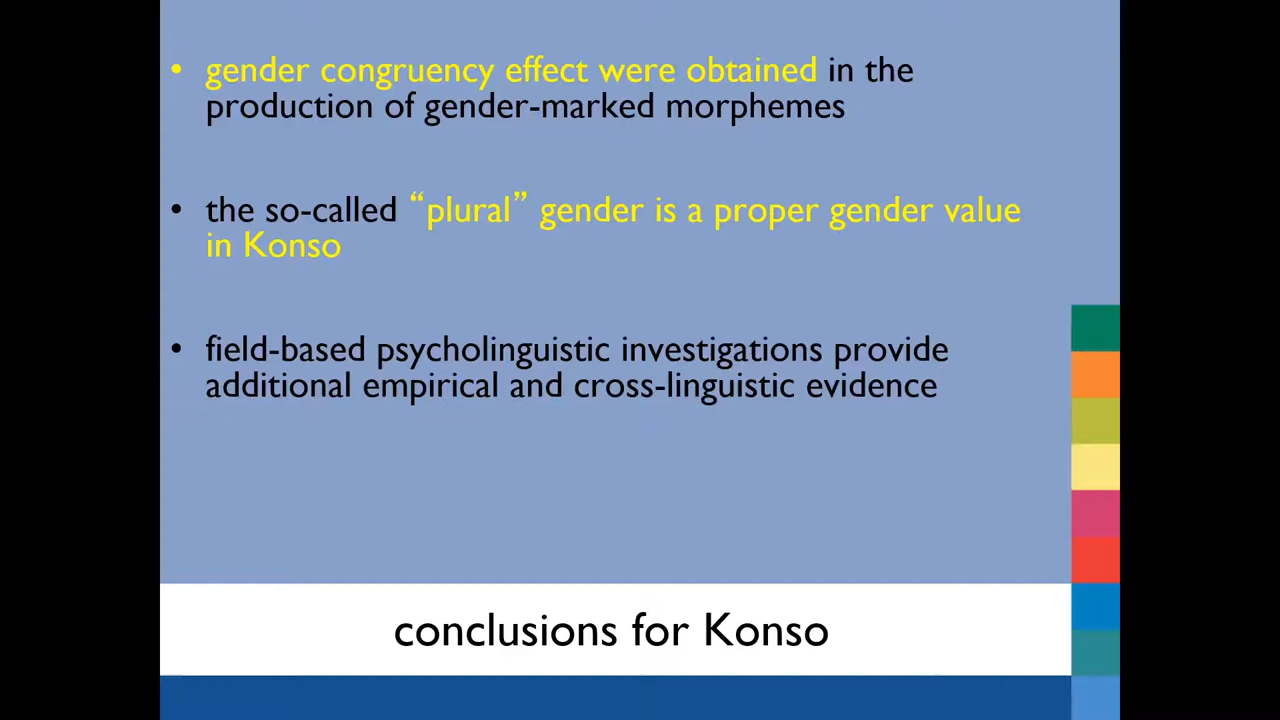 • gender congruency effect were obtained in the
production of gender-marked morphemes
• the so-called “plural” gender is a proper gender value
in Konso
• field-based psycholinguistic investigations provide
additional empirical and cross-linguistic evidence
conclusions for Konso